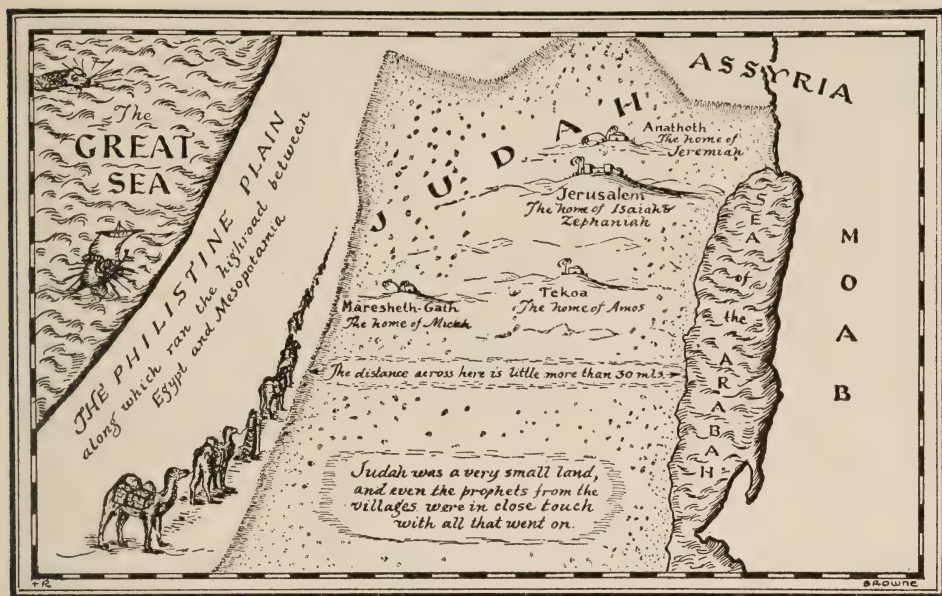 The
GREAT
SEA
THE PHILISTINE PLAIN
along which ran the highroad between
Egypt and Mesopotamia
JUDAH
ASSYRIA
Anathoth
The home of
Jeremiah
Jerusalem
The home of Isaiah &
Zephaniah
Maresheth-Gath
The home of Micah
Tekoa
The home of Amos
The distance across here is little more than 30 mls.
SEA
of
the
ARABAH
MOAB
Judah was a very small land,
and even the prophets from the
villages were in close touch
with all that went on.
+R.
BROWNE